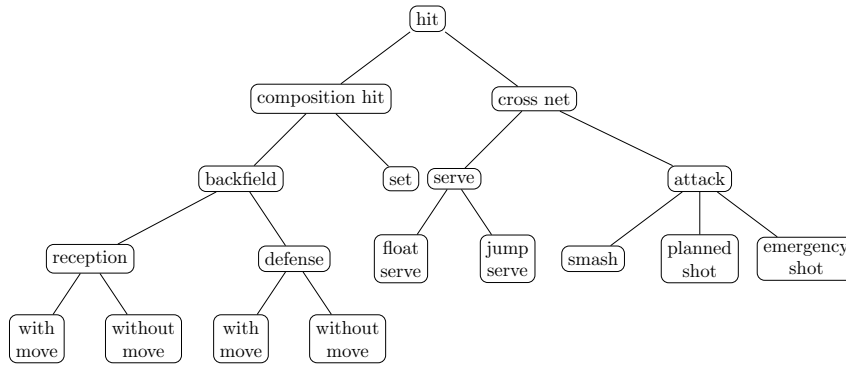 hit
composition hit
cross net
backfield
set
serve
attack
reception
defense
float
serve
jump
serve
smash
planned
shot
emergency
shot
with
move
without
move
with
move
without
move